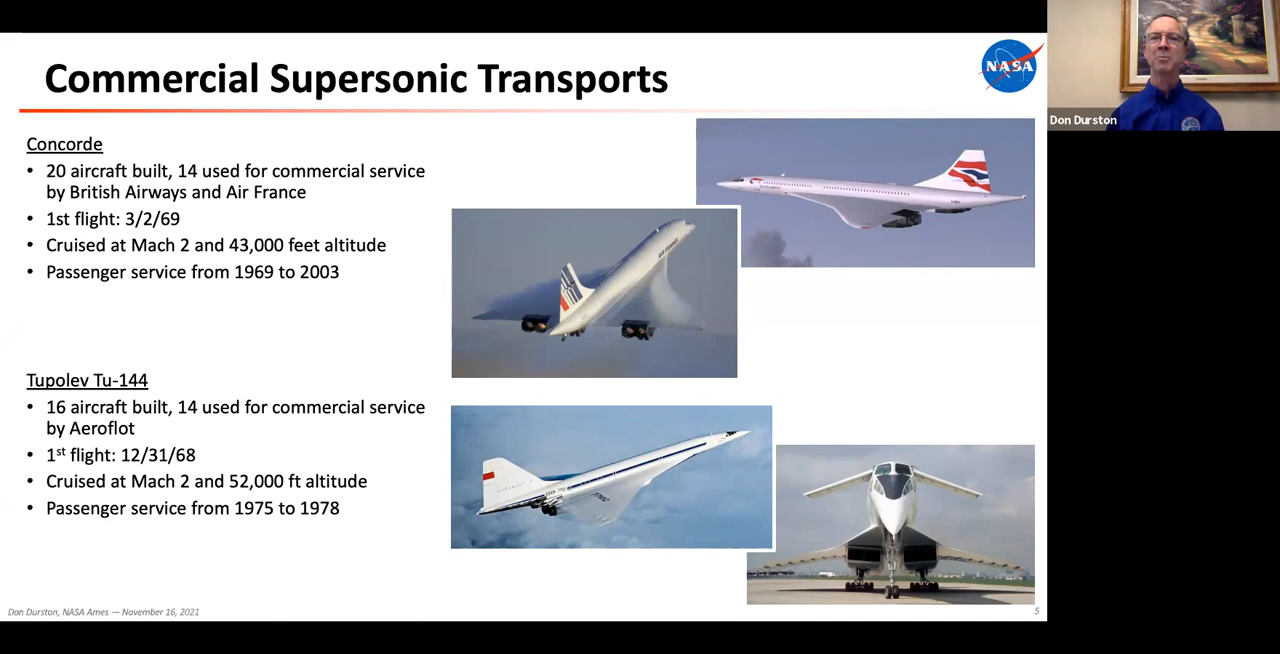 Commercial Supersonic Transports
NASA
Don Durston
Concorde
• 20 aircraft built, 14 used for commercial service
by British Airways and Air France
• 1st flight: 3/2/69
• Cruised at Mach 2 and 43,000 feet altitude
• Passenger service from 1969 to 2003
AIR FRANCE
Tupolev Tu-144
• 16 aircraft built, 14 used for commercial service
by Aeroflot
• 1st flight: 12/31/68
• Cruised at Mach 2 and 52,000 ft altitude
• Passenger service from 1975 to 1978
Don Durston, NASA Ames — November 16, 2021
5